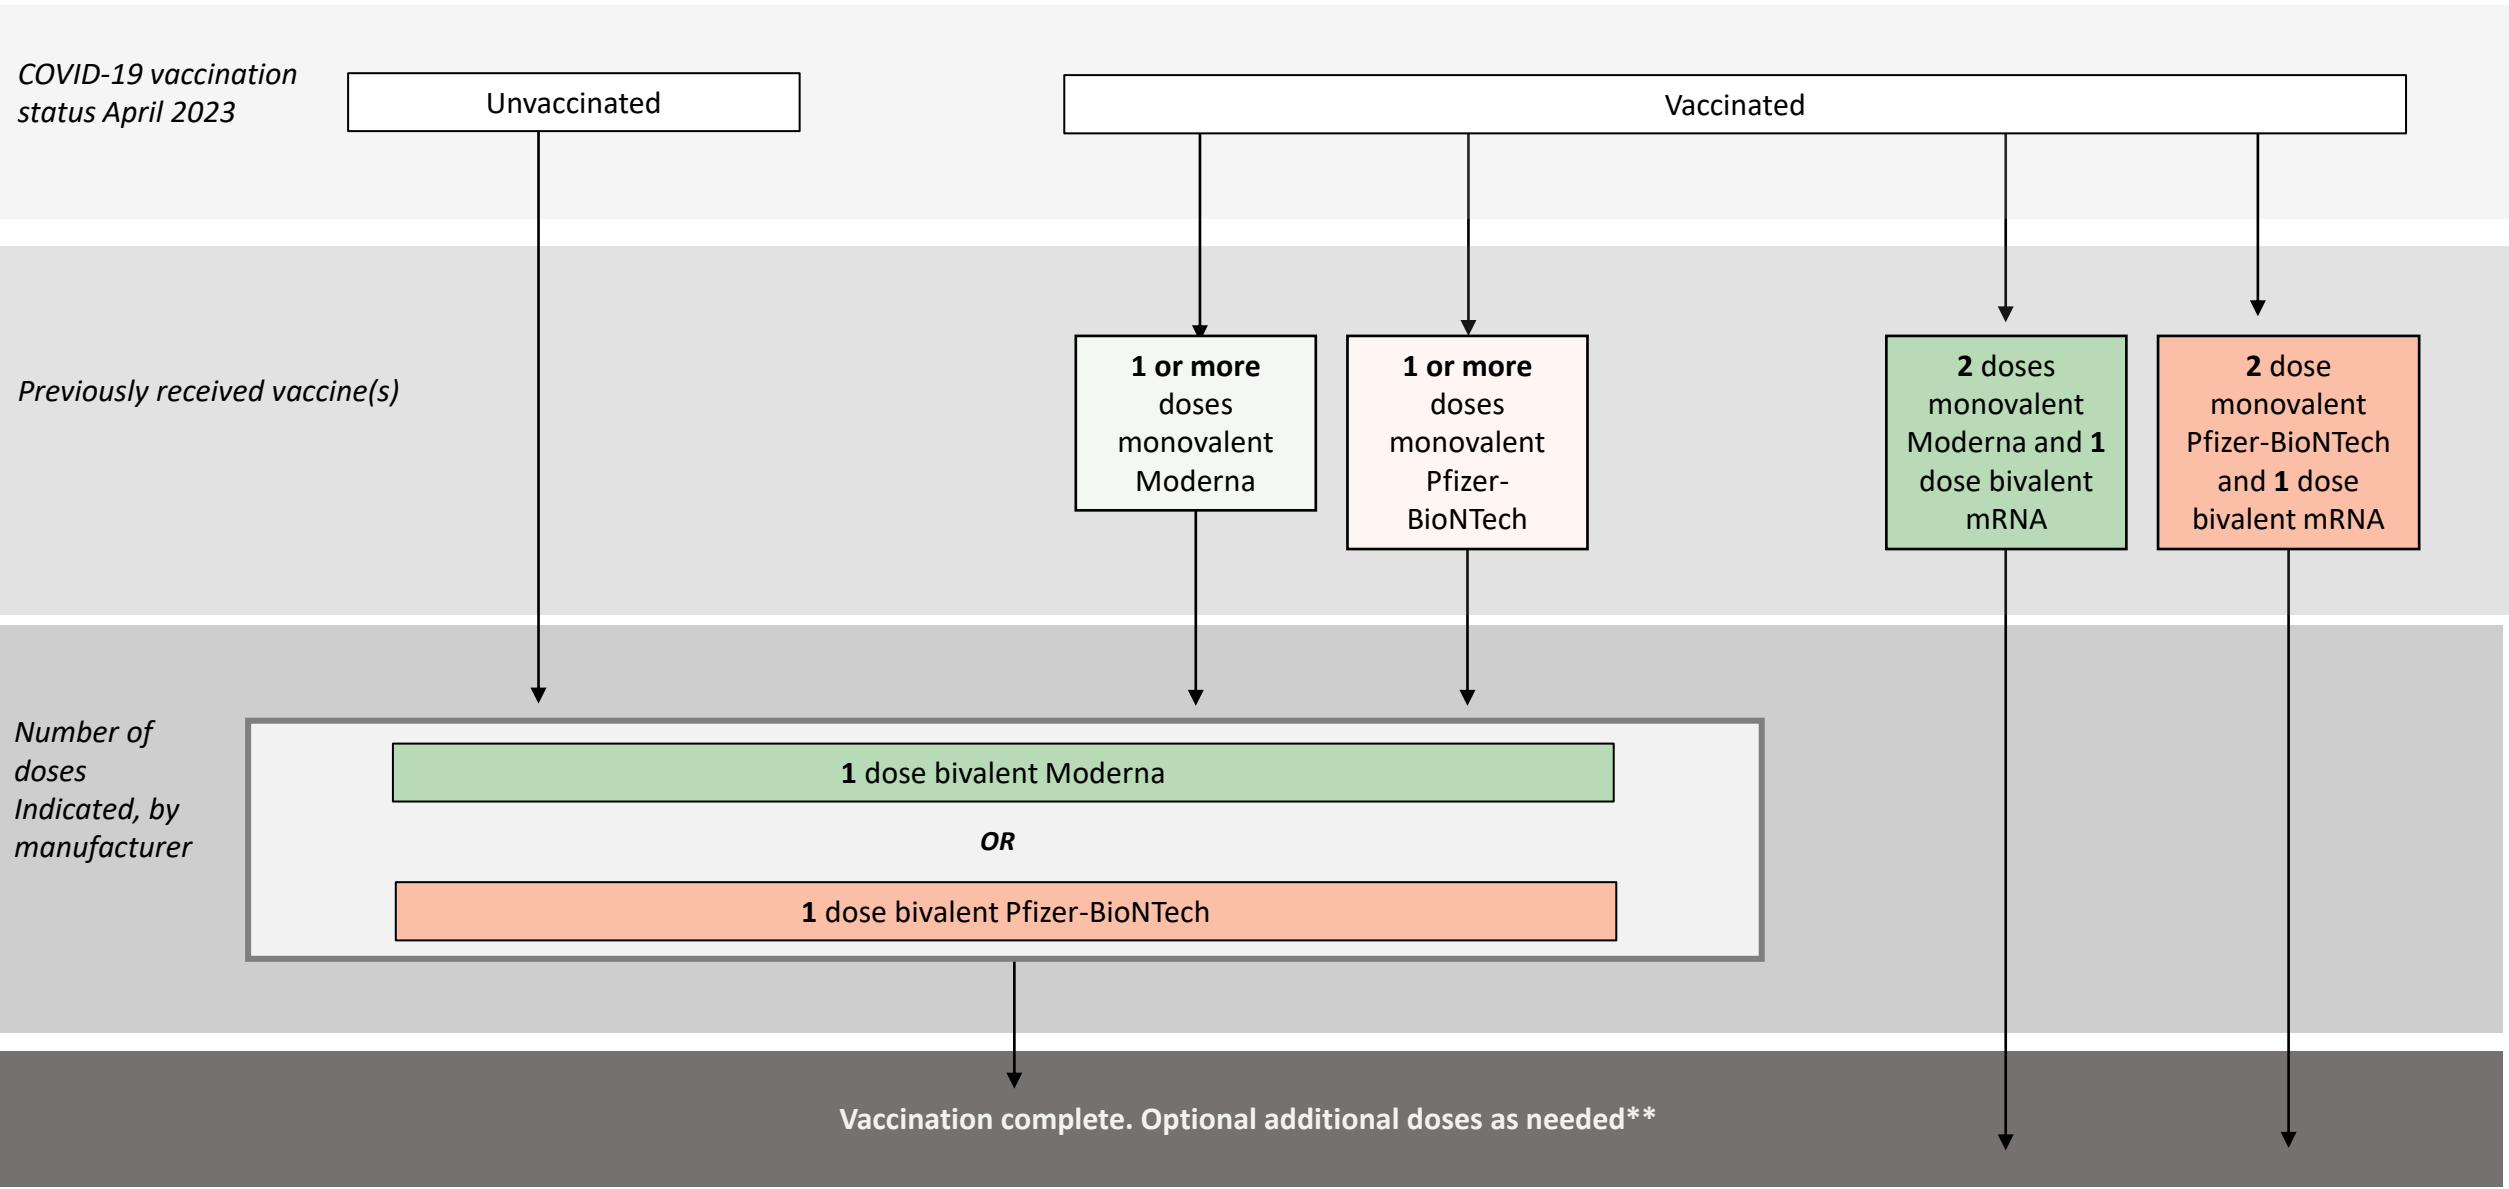 COVID-19 vaccination
status April 2023
Unvaccinated
Vaccinated
Previously received vaccine(s)
1 or more
doses
monovalent
Moderna
1 or more
doses
monovalent
Pfizer-
BioNTech
2 doses
monovalent
Moderna and 1
dose bivalent
mRNA
2 dose
monovalent
Pfizer-BioNTech
and 1 dose
bivalent mRNA
Number of
doses
Indicated, by
manufacturer
1 dose bivalent Moderna
OR
1 dose bivalent Pfizer-BioNTech
Vaccination complete. Optional additional doses as needed**